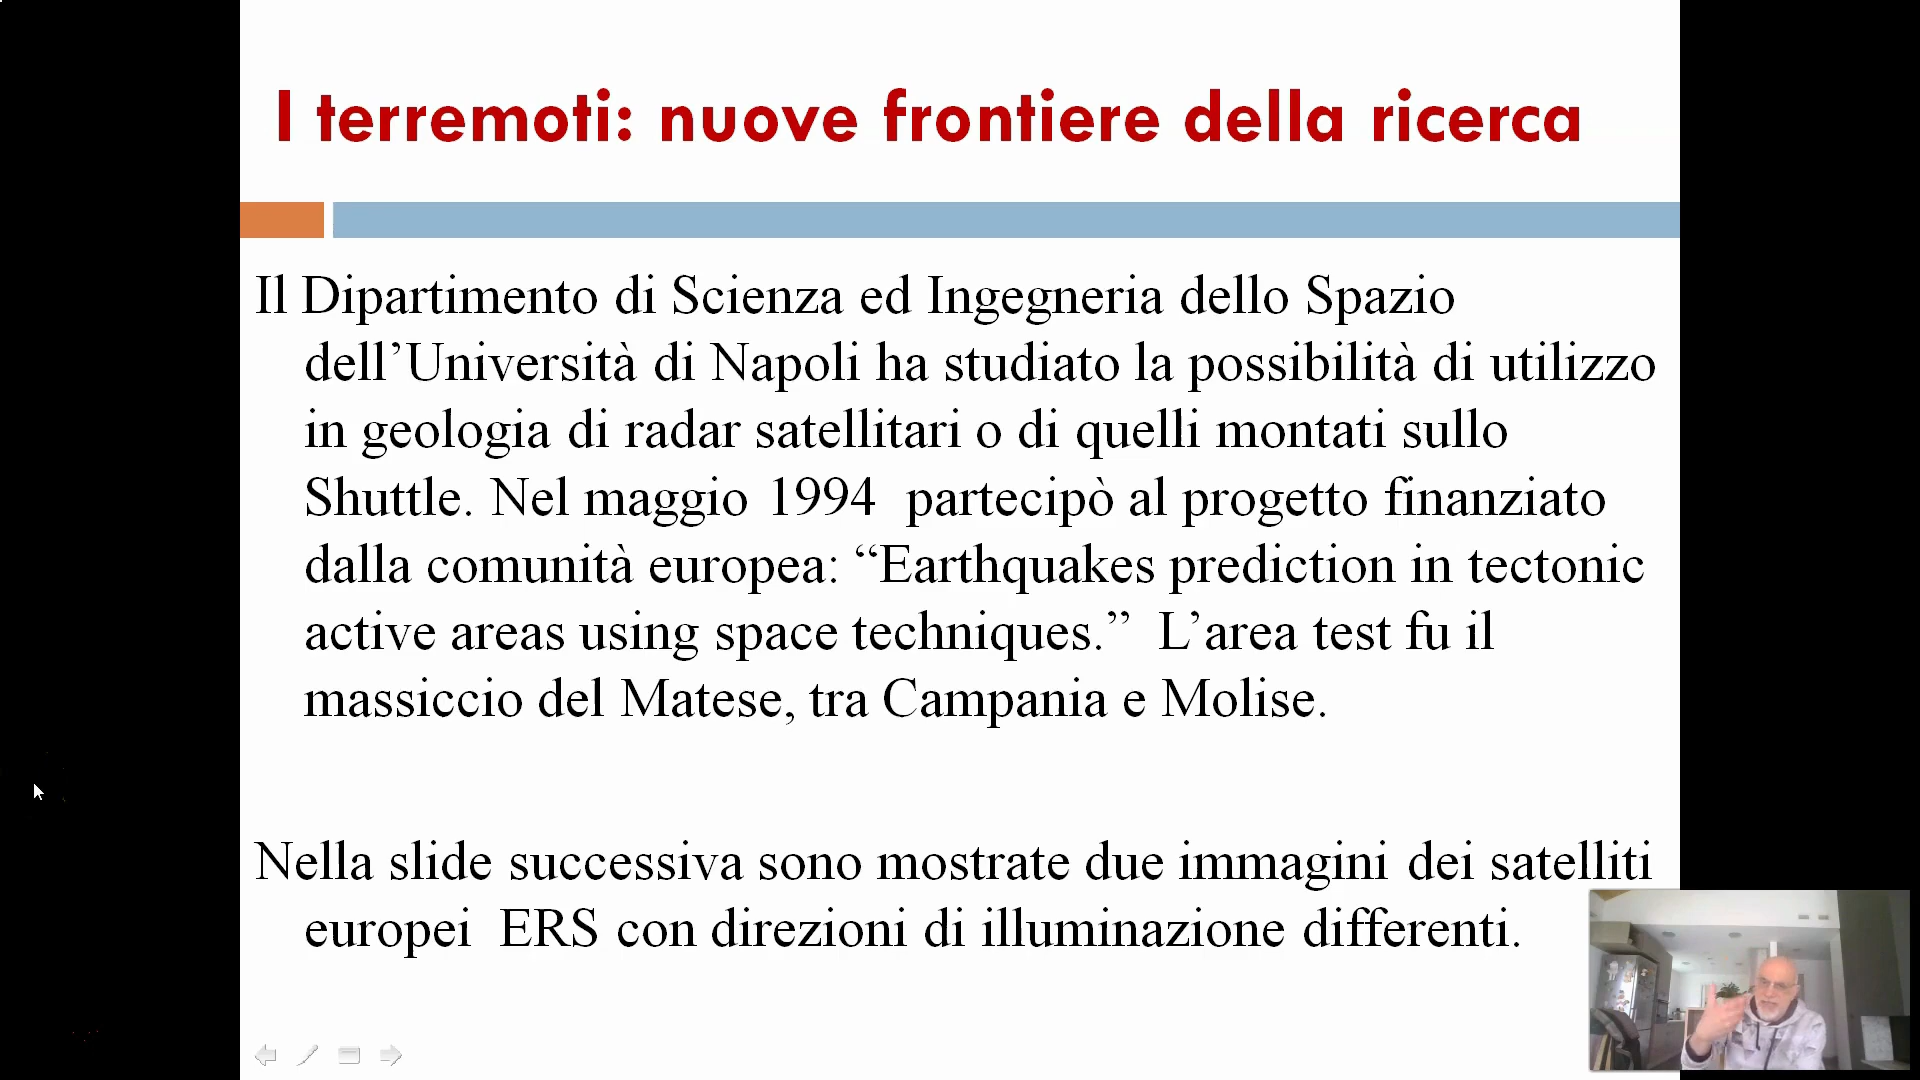 I terremoti: nuove frontiere della ricerca
Il Dipartimento di Scienza ed Ingegneria dello Spazio
dell’Università di Napoli ha studiato la possibilità di utilizzo
in geologia di radar satellitari o di quelli montati sullo
Shuttle. Nel maggio 1994  partecipò al progetto finanziato
dalla comunità europea: “Earthquakes prediction in tectonic
active areas using space techniques.”  L’area test fu il
massiccio del Matese, tra Campania e Molise.
Nella slide successiva sono mostrate due immagini dei satelliti
europei  ERS con direzioni di illuminazione differenti.